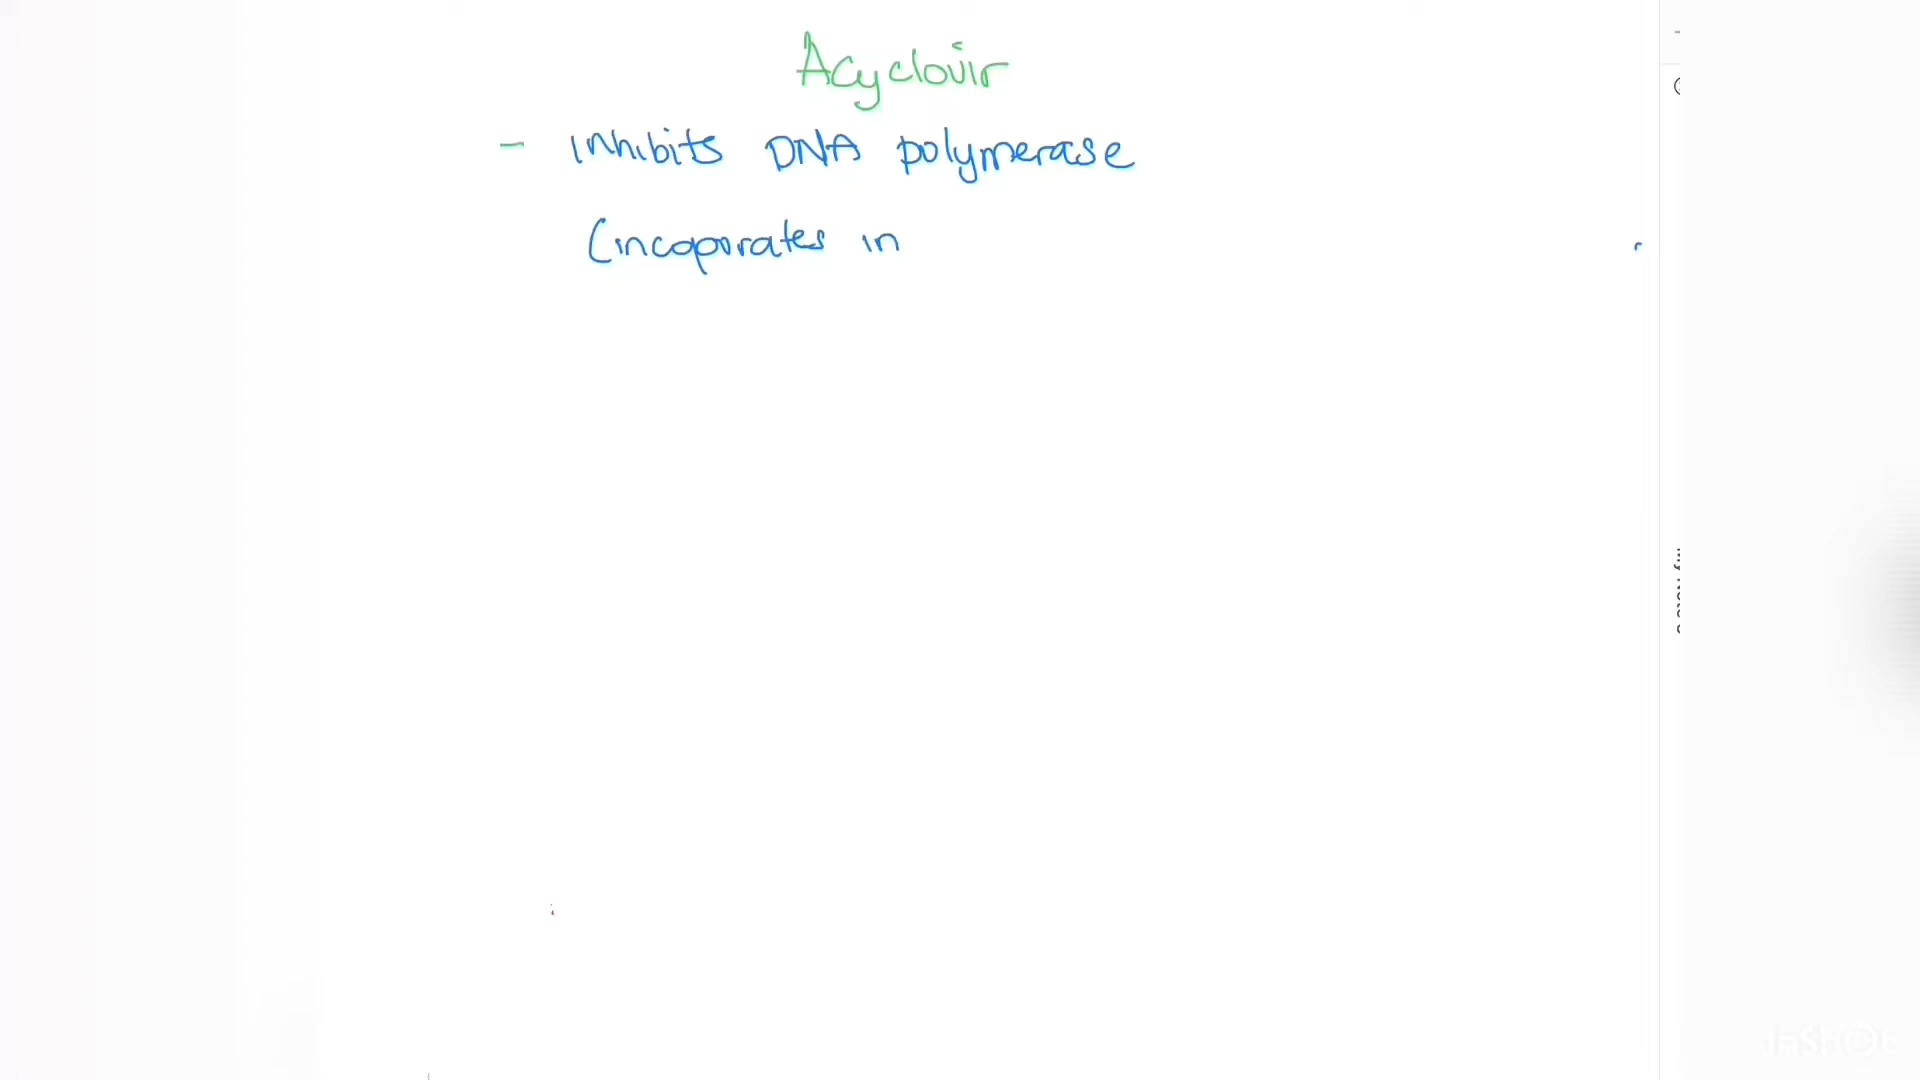 Acyclovir
- Inhibits DNA polymerase
(incoporates in